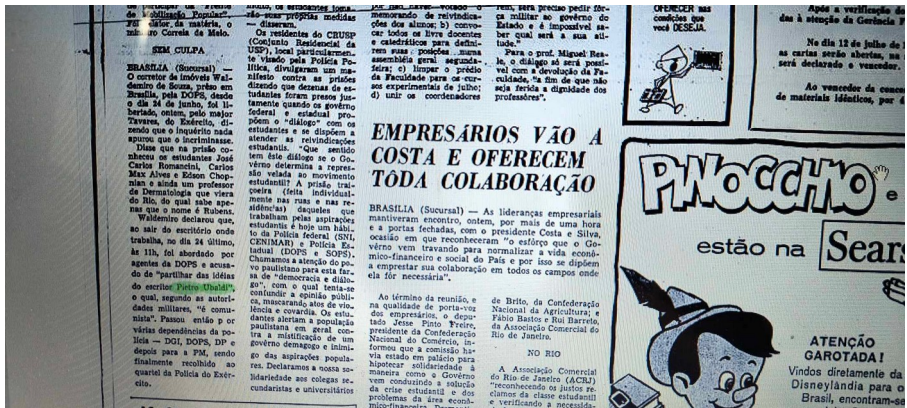 "Mobilização Popular".
da matéria, o
ministro Correia de Melo.
SEM CULPA
BRASÍLIA (Sucursal) —
O corretor de imóveis Wal-
demiro de Souza, prêso em
Brasília, pela DOPS, desde
o dia 24 de junho, foi li-
bertado, ontem, pelo major
Tavares, do Exército, di-
zendo que o inquérito nada
apurou que o incriminasse.
Disse que na prisão co-
nheceu os estudantes José
Carlos Romancini, Carlos
Max Alves e Edson Chop-
nian e ainda um professor
de Dermatologia que viera
do Rio, do qual sabe ape-
nas que o nome é Rubens.
Waldemiro declarou que,
ao sair do escritório onde
trabalha, no dia 24 último,
às 11h, foi abordado por
agentes da DOPS e acusa-
do de "partilhar das idéias
do escritor Pietro Ubaldi",
o qual, segundo as autori-
dades militares, "é comu-
nista". Passou então por
várias dependências da po-
lícia — DGI, DOPS, DP e
depois para a PM, sendo
finalmente recolhido ao
quartel da Polícia do Exér-
cito.
rão suas próprias medidas
— disseram.
Os residentes do CRUSP
(Conjunto Residencial da
USP), local particularmen-
te visado pela Polícia Po-
lítica, divulgaram um ma-
nifesto contra as prisões
dizendo que dezenas de es-
tudantes foram presos jus-
tamente quando os govêrno
federal e estadual pro-
põem o "diálogo" com os
estudantes e se dispõem a
atender as reivindicações
estudantis. "Que sentido
tem êste diálogo se o Go-
vêrno determina a repres-
são velada ao movimento
estudantil? A prisão trai-
çoeira (feita individual-
mente nas ruas e nas re-
sidências) daqueles que
trabalham pelas aspirações
estudantis é hoje um hábi-
to da Polícia federal (SNI,
CENIMAR) e Polícia Es-
tadual (DOPS e SOPS).
Chamamos a atenção do po-
vo paulistano para esta far-
sa de "democracia e diálo-
go", com o qual tenta-se
confundir a opinião públi-
ca, mascarando atos de vio-
lência e covardia. Os estu-
dantes alertam a população
paulistana em geral con-
tra a mistificação de um
govêrno demagogo e inimi-
go das aspirações popula-
res. Declaramos a nossa so-
lidariedade aos colegas se-
cundaristas e universitários
memorando de reivindica-
ções dos alunos; b) convo-
car todos os livre docentes
e catedráticos para defini-
rem suas posições numa
assembléia geral segunda-
feira; c) limpar o prédio
da Faculdade para os cur-
sos experimentais de julho;
d) unir os coordenadores
rem, será preciso pedir fôr-
ça militar ao govêrno do
Estado e é impossível sa-
ber qual será a sua ati-
tude."
Para o prof. Miguel Rea-
le, o diálogo só será possí-
vel com a devolução da Fa-
culdade, "a fim de que não
seja ferida a dignidade dos
professôres".
EMPRESÁRIOS VÃO A
COSTA E OFERECEM
TÔDA COLABORAÇÃO
BRASÍLIA (Sucursal) — As lideranças empresariais
mantiveram encontro, ontem, por mais de uma hora
e a portas fechadas, com o presidente Costa e Silva,
ocasião em que reconheceram "o esfôrço que o Go-
vêrno vem travando para normalizar a vida econô-
mico-financeiro e social do País e por isso se dispõem
a emprestar sua colaboração em todos os campos onde
ela fôr necessária".
Ao término da reunião, e
na qualidade de porta-voz
dos empresários, o depu-
tado Jesse Pinto Freire,
presidente da Confederação
Nacional do Comércio, in-
formou que a comissão ha-
via estado em palácio para
hipotecar solidariedade à
maneira como o Govêrno
vem conduzindo a solução
da crise estudantil e dos
problemas da área econô-
mico-financeira.
de Brito, da Confederação
Nacional da Agricultura; e
Fábio Bastos e Rui Barreto,
da Associação Comercial do
Rio de Janeiro.
NO RIO
A Associação Comercial
do Rio de Janeiro (ACRJ)
"reconhecendo os justos re-
clamos da classe estudantil
e verificando a necessida-
OFERECER NAS
condições que
você DESEJA.
Após a verificação do
das à atenção da Gerência F
No dia 12 de julho de
as cartas serão abertas, na
será declarado o vencedor.
Ao vencedor da concor
de materiais idênticos, por
PINOCCHIO e
estão na Sears
ATENÇÃO
GAROTADA!
Vindos diretamente da
Disneylândia para o
Brasil, encontram-se